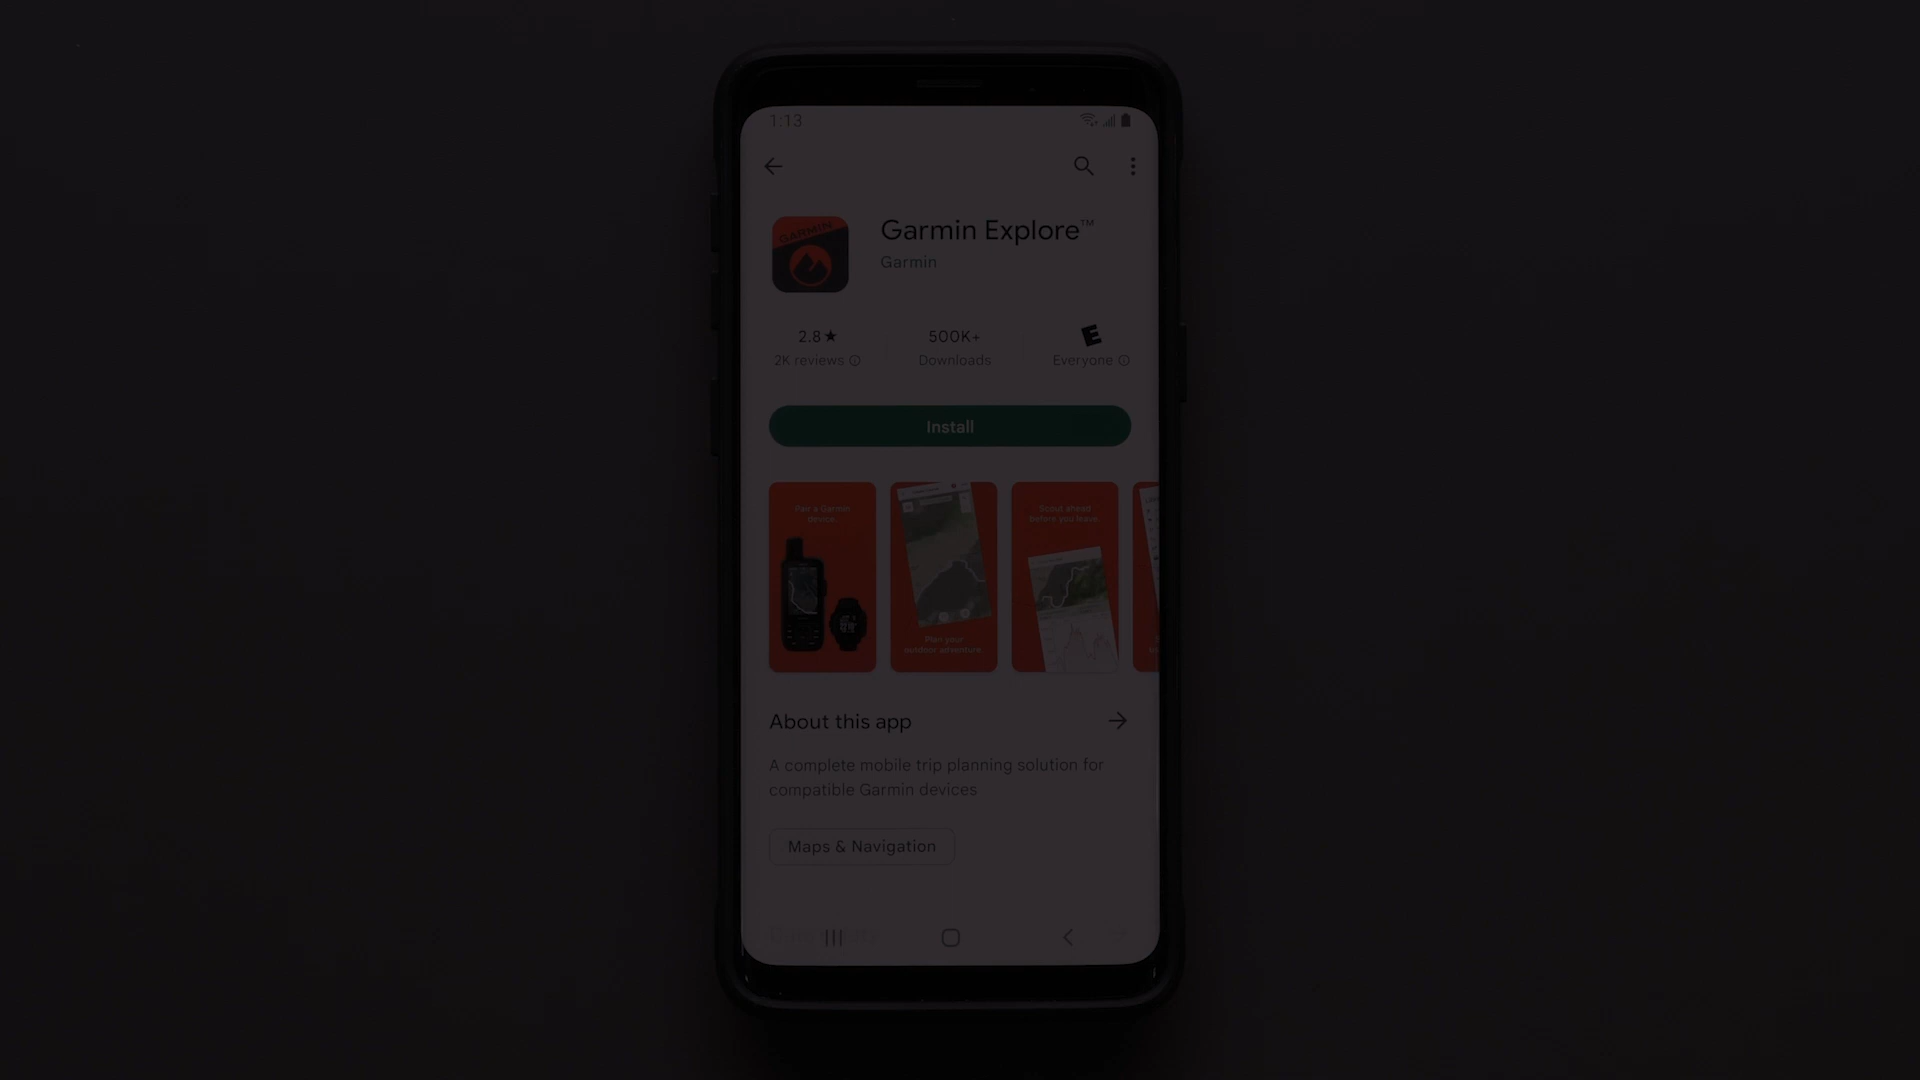 1:13
GARMIN
Garmin Explore™
Garmin
2.8★
500K+
E
2K reviews
Downloads
Everyone
Install
Pair a Garmin
device.
Plan your
outdoor adventure.
Scout ahead
before you leave.
About this app
A complete mobile trip planning solution for
compatible Garmin devices
Maps & Navigation